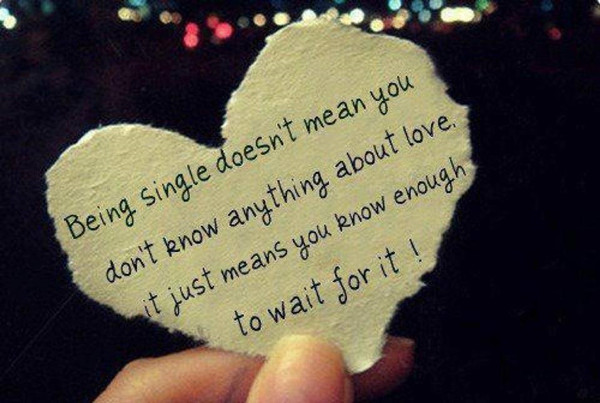 Being single doesn't mean you
don't know anything about love.
it just means you know enough
to wait for it !